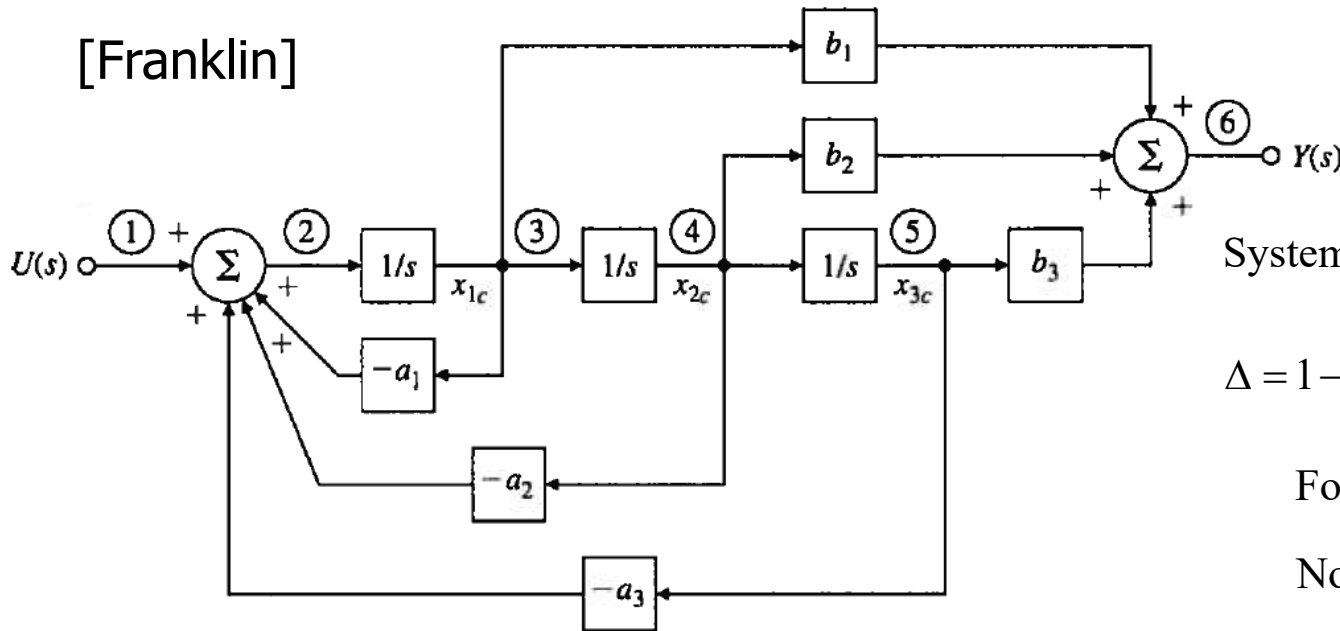 [Franklin]
b₁
b₂
⑥
Σ
Y(s)
+
+
+
①
②
③
④
⑤
U(s)
+
Σ
+
+
+
1/s
x₁c
1/s
x₂c
1/s
x₃c
b₃
System
−a₁
Δ = 1 −
−a₂
Fo
No
−a₃